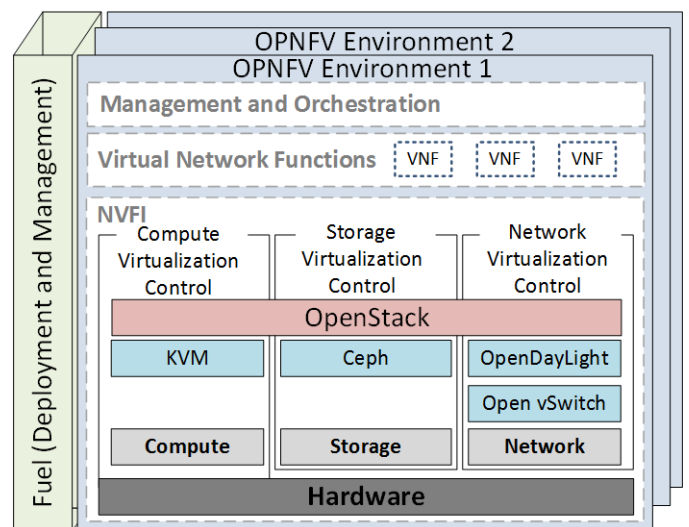 OPNFV Environment 2
OPNFV Environment 1
Fuel (Deployment and Management)
Management and Orchestration
Virtual Network Functions
VNF
VNF
VNF
NVFI
Compute
Virtualization
Control
Storage
Virtualization
Control
Network
Virtualization
Control
OpenStack
KVM
Ceph
OpenDayLight
Open vSwitch
Compute
Storage
Network
Hardware